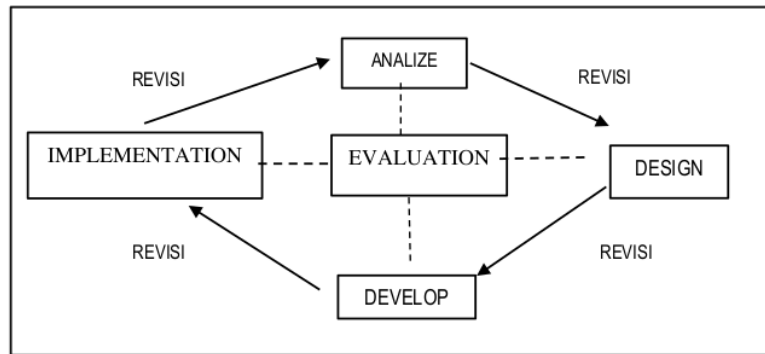 ANALIZE
REVISI
REVISI
IMPLEMENTATION
EVALUATION
DESIGN
REVISI
REVISI
DEVELOP